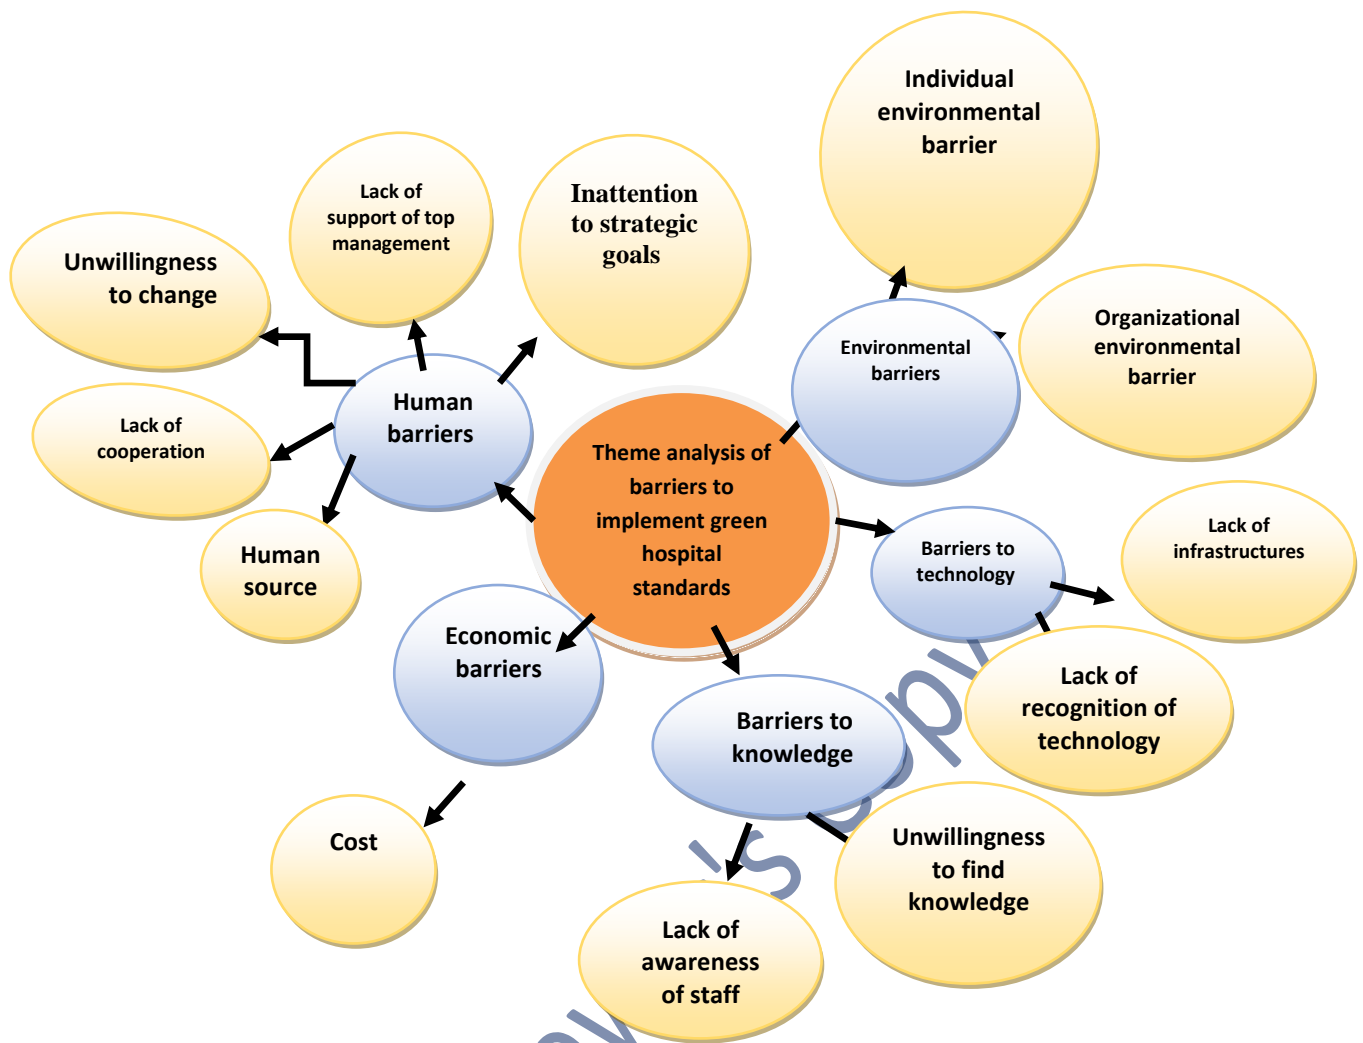 Individual
environmental
barrier
Lack of
support of top
management
Inattention
to strategic
goals
Unwillingness
to change
Organizational
environmental
barrier
Environmental
barriers
Human
barriers
Lack of
cooperation
Theme analysis of
barriers to
implement green
hospital
standards
Lack of
infrastructures
Barriers to
technology
Human
source
Economic
barriers
Lack of
recognition of
technology
Barriers to
knowledge
Cost
Unwillingness
to find
knowledge
Lack of
awareness
of staff